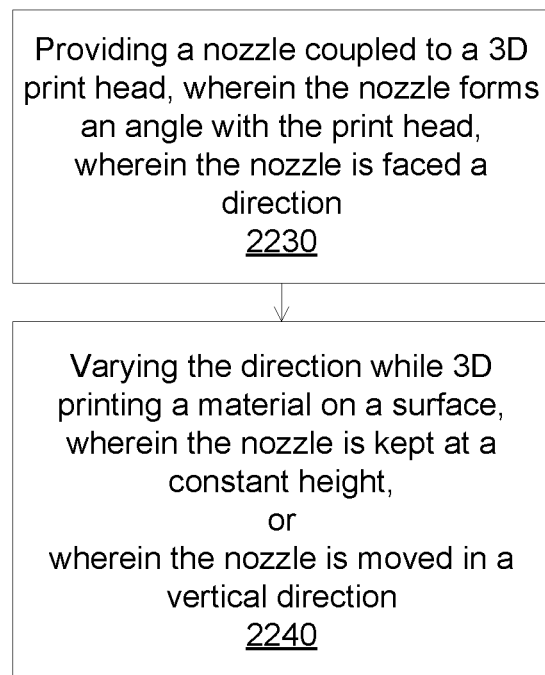 Providing a nozzle coupled to a 3D
print head, wherein the nozzle forms
an angle with the print head,
wherein the nozzle is faced a
direction
2230
Varying the direction while 3D
printing a material on a surface,
wherein the nozzle is kept at a
constant height,
or
wherein the nozzle is moved in a
vertical direction
2240